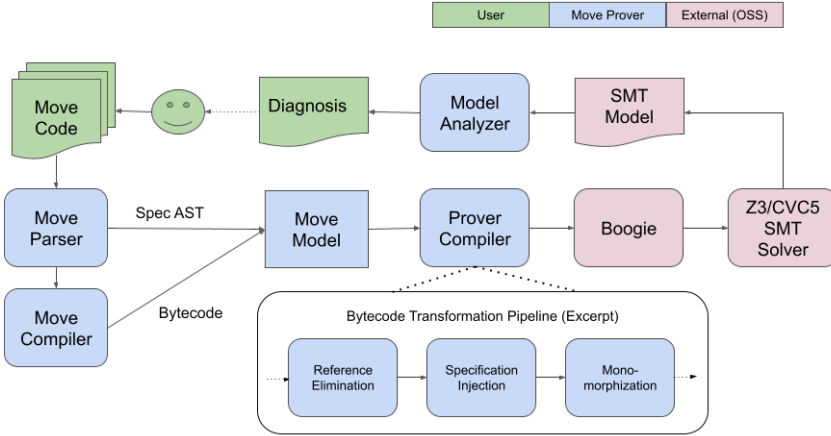 User
Move Prover
External (OSS)
Move
Code
Diagnosis
Model
Analyzer
SMT
Model
Move
Parser
Spec AST
Move
Model
Prover
Compiler
Boogie
Z3/CVC5
SMT
Solver
Move
Compiler
Bytecode
Bytecode Transformation Pipeline (Excerpt)
Reference
Elimination
Specification
Injection
Mono-
morphization